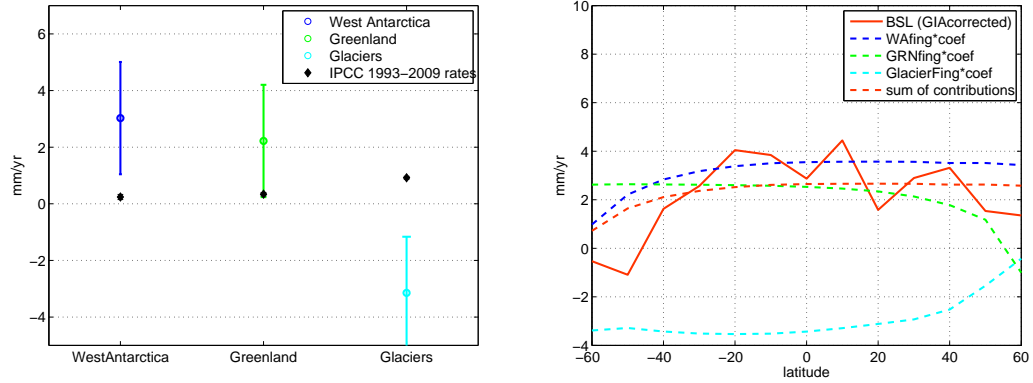 6
4
2
0
−2
−4
mm/yr
West Antarctica
Greenland
Glaciers
IPCC 1993−2009 rates
WestAntarctica
Greenland
Glaciers
10
8
6
4
2
0
−2
−4
mm/yr
BSL (GIAcorrected)
WAfing*coef
GRNfing*coef
GlacierFing*coef
sum of contributions
−60
−40
−20
0
20
40
60
latitude